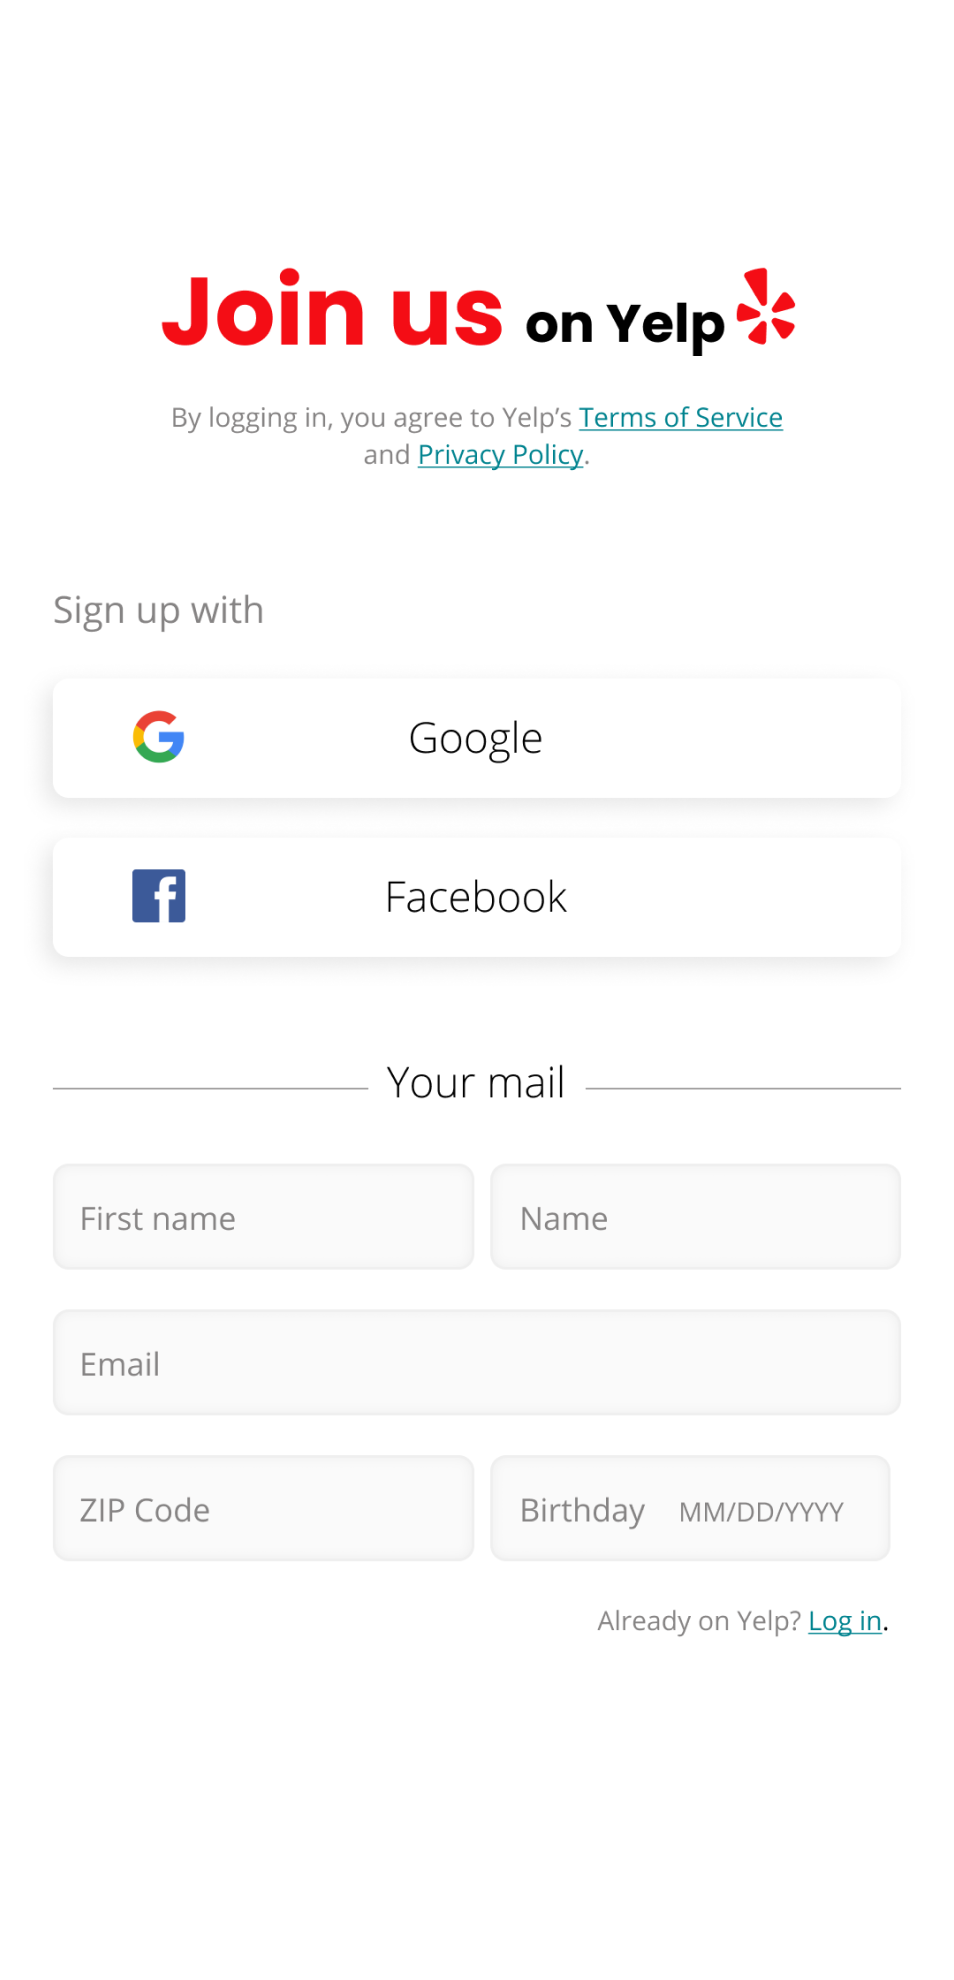 Join us on Yelp
By logging in, you agree to Yelp’s Terms of Service
and Privacy Policy.
Sign up with
Google
Facebook
Your mail
First name Name
Email
ZIP Code Birthday MM/DD/YYYY
Already on Yelp? Log in.